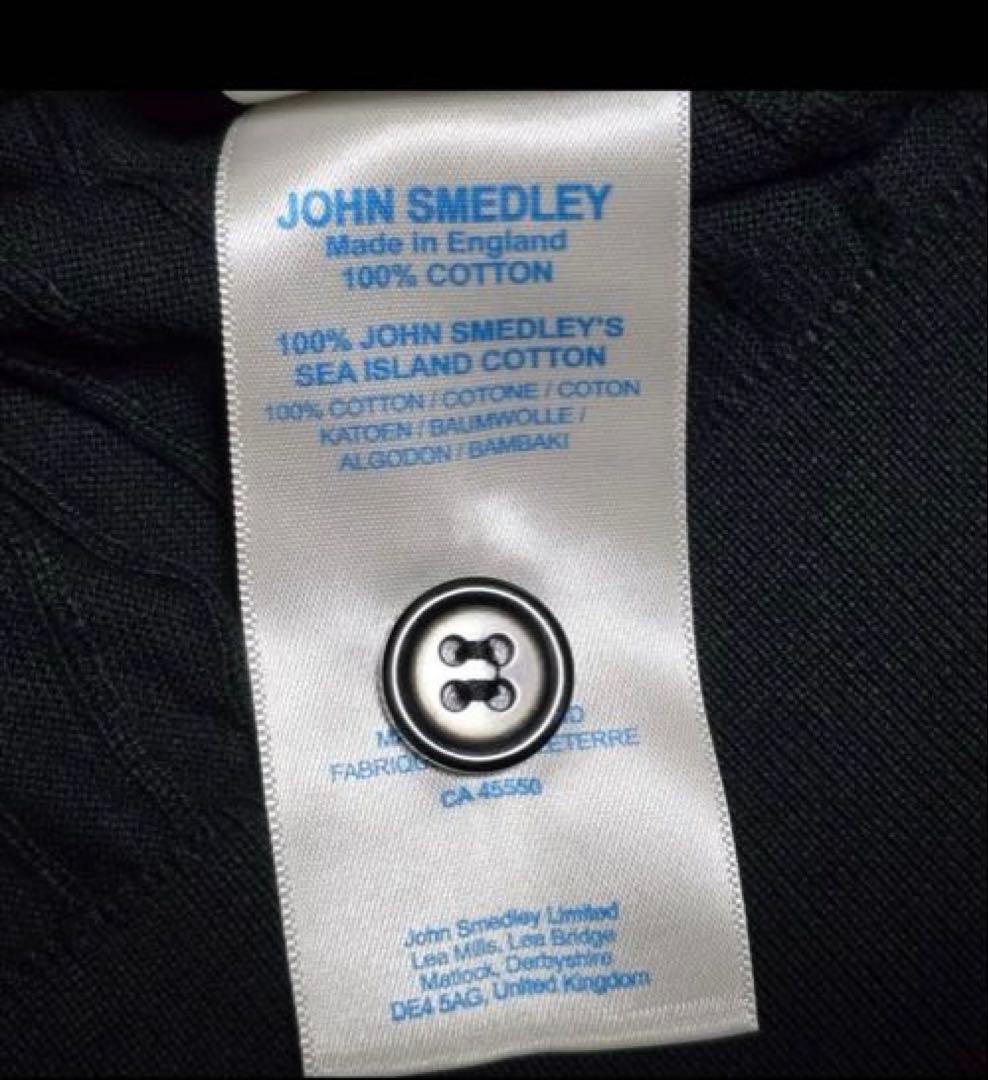 JOHN SMEDLEY
Made in England
100% COTTON
100% JOHN SMEDLEY'S
SEA ISLAND COTTON
100% COTTON / COTONE / COTON
KATOEN / BAUMWOLLE /
ALGODON / BAMBAKI
CA 45550
John Smedley Limited
Lea Mills, Lea Bridge
Matlock, Derbyshire
DE4 5AG, United Kingdom